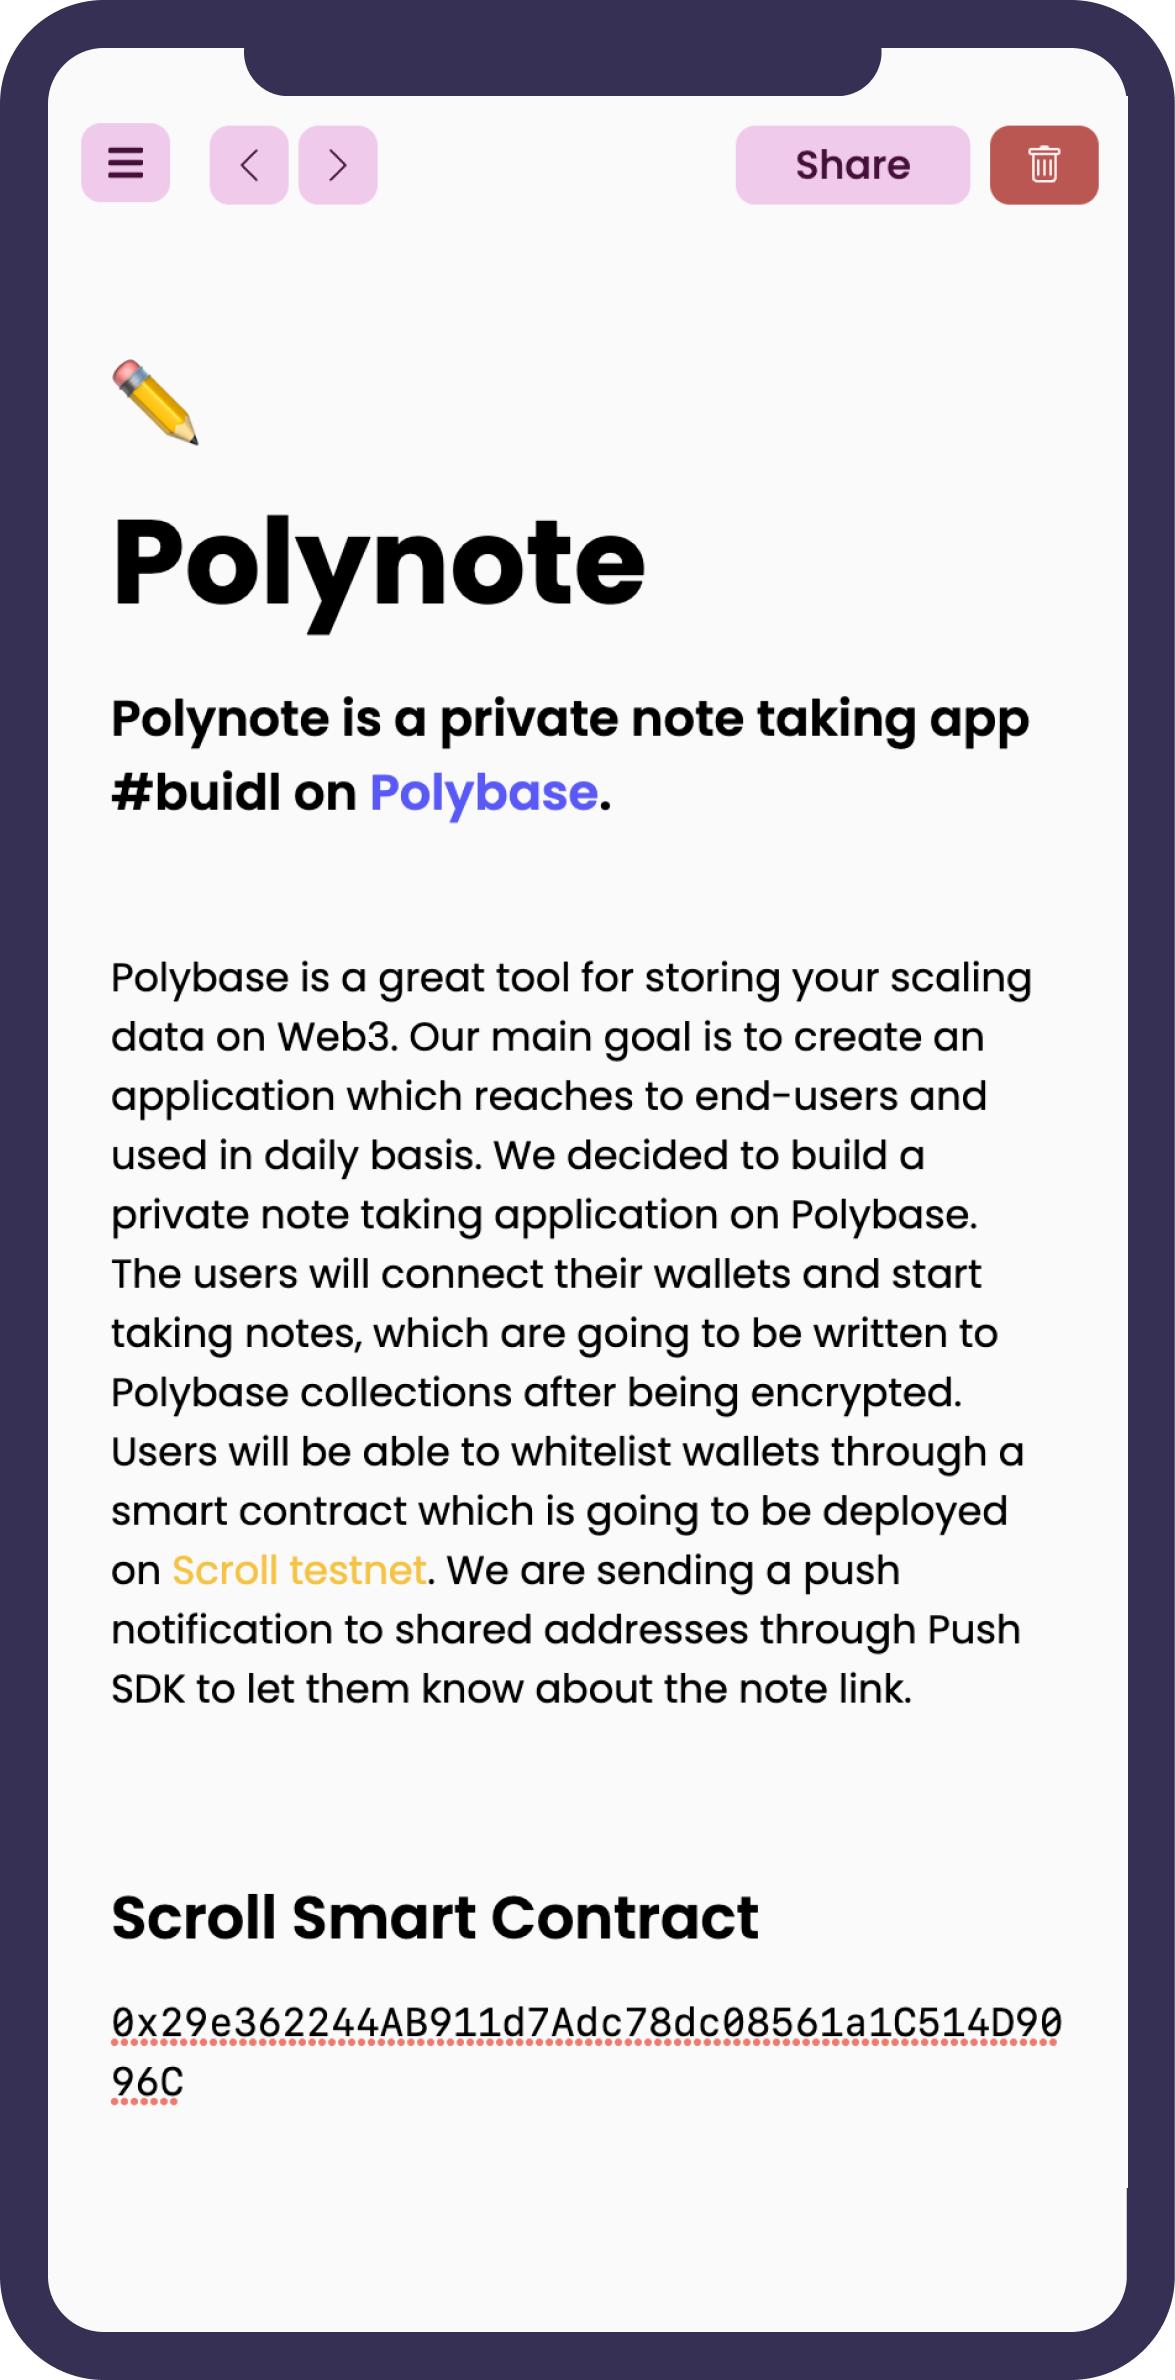 Share
Polynote
Polynote is a private note taking app
#buidl on Polybase.
Polybase is a great tool for storing your scaling
data on Web3. Our main goal is to create an
application which reaches to end-users and
used in daily basis. We decided to build a
private note taking application on Polybase.
The users will connect their wallets and start
taking notes, which are going to be written to
Polybase collections after being encrypted.
Users will be able to whitelist wallets through a
smart contract which is going to be deployed
on Scroll testnet. We are sending a push
notification to shared addresses through Push
SDK to let them know about the note link.
Scroll Smart Contract
0x29e362244AB911d7Adc78dc08561a1C514D90
96C